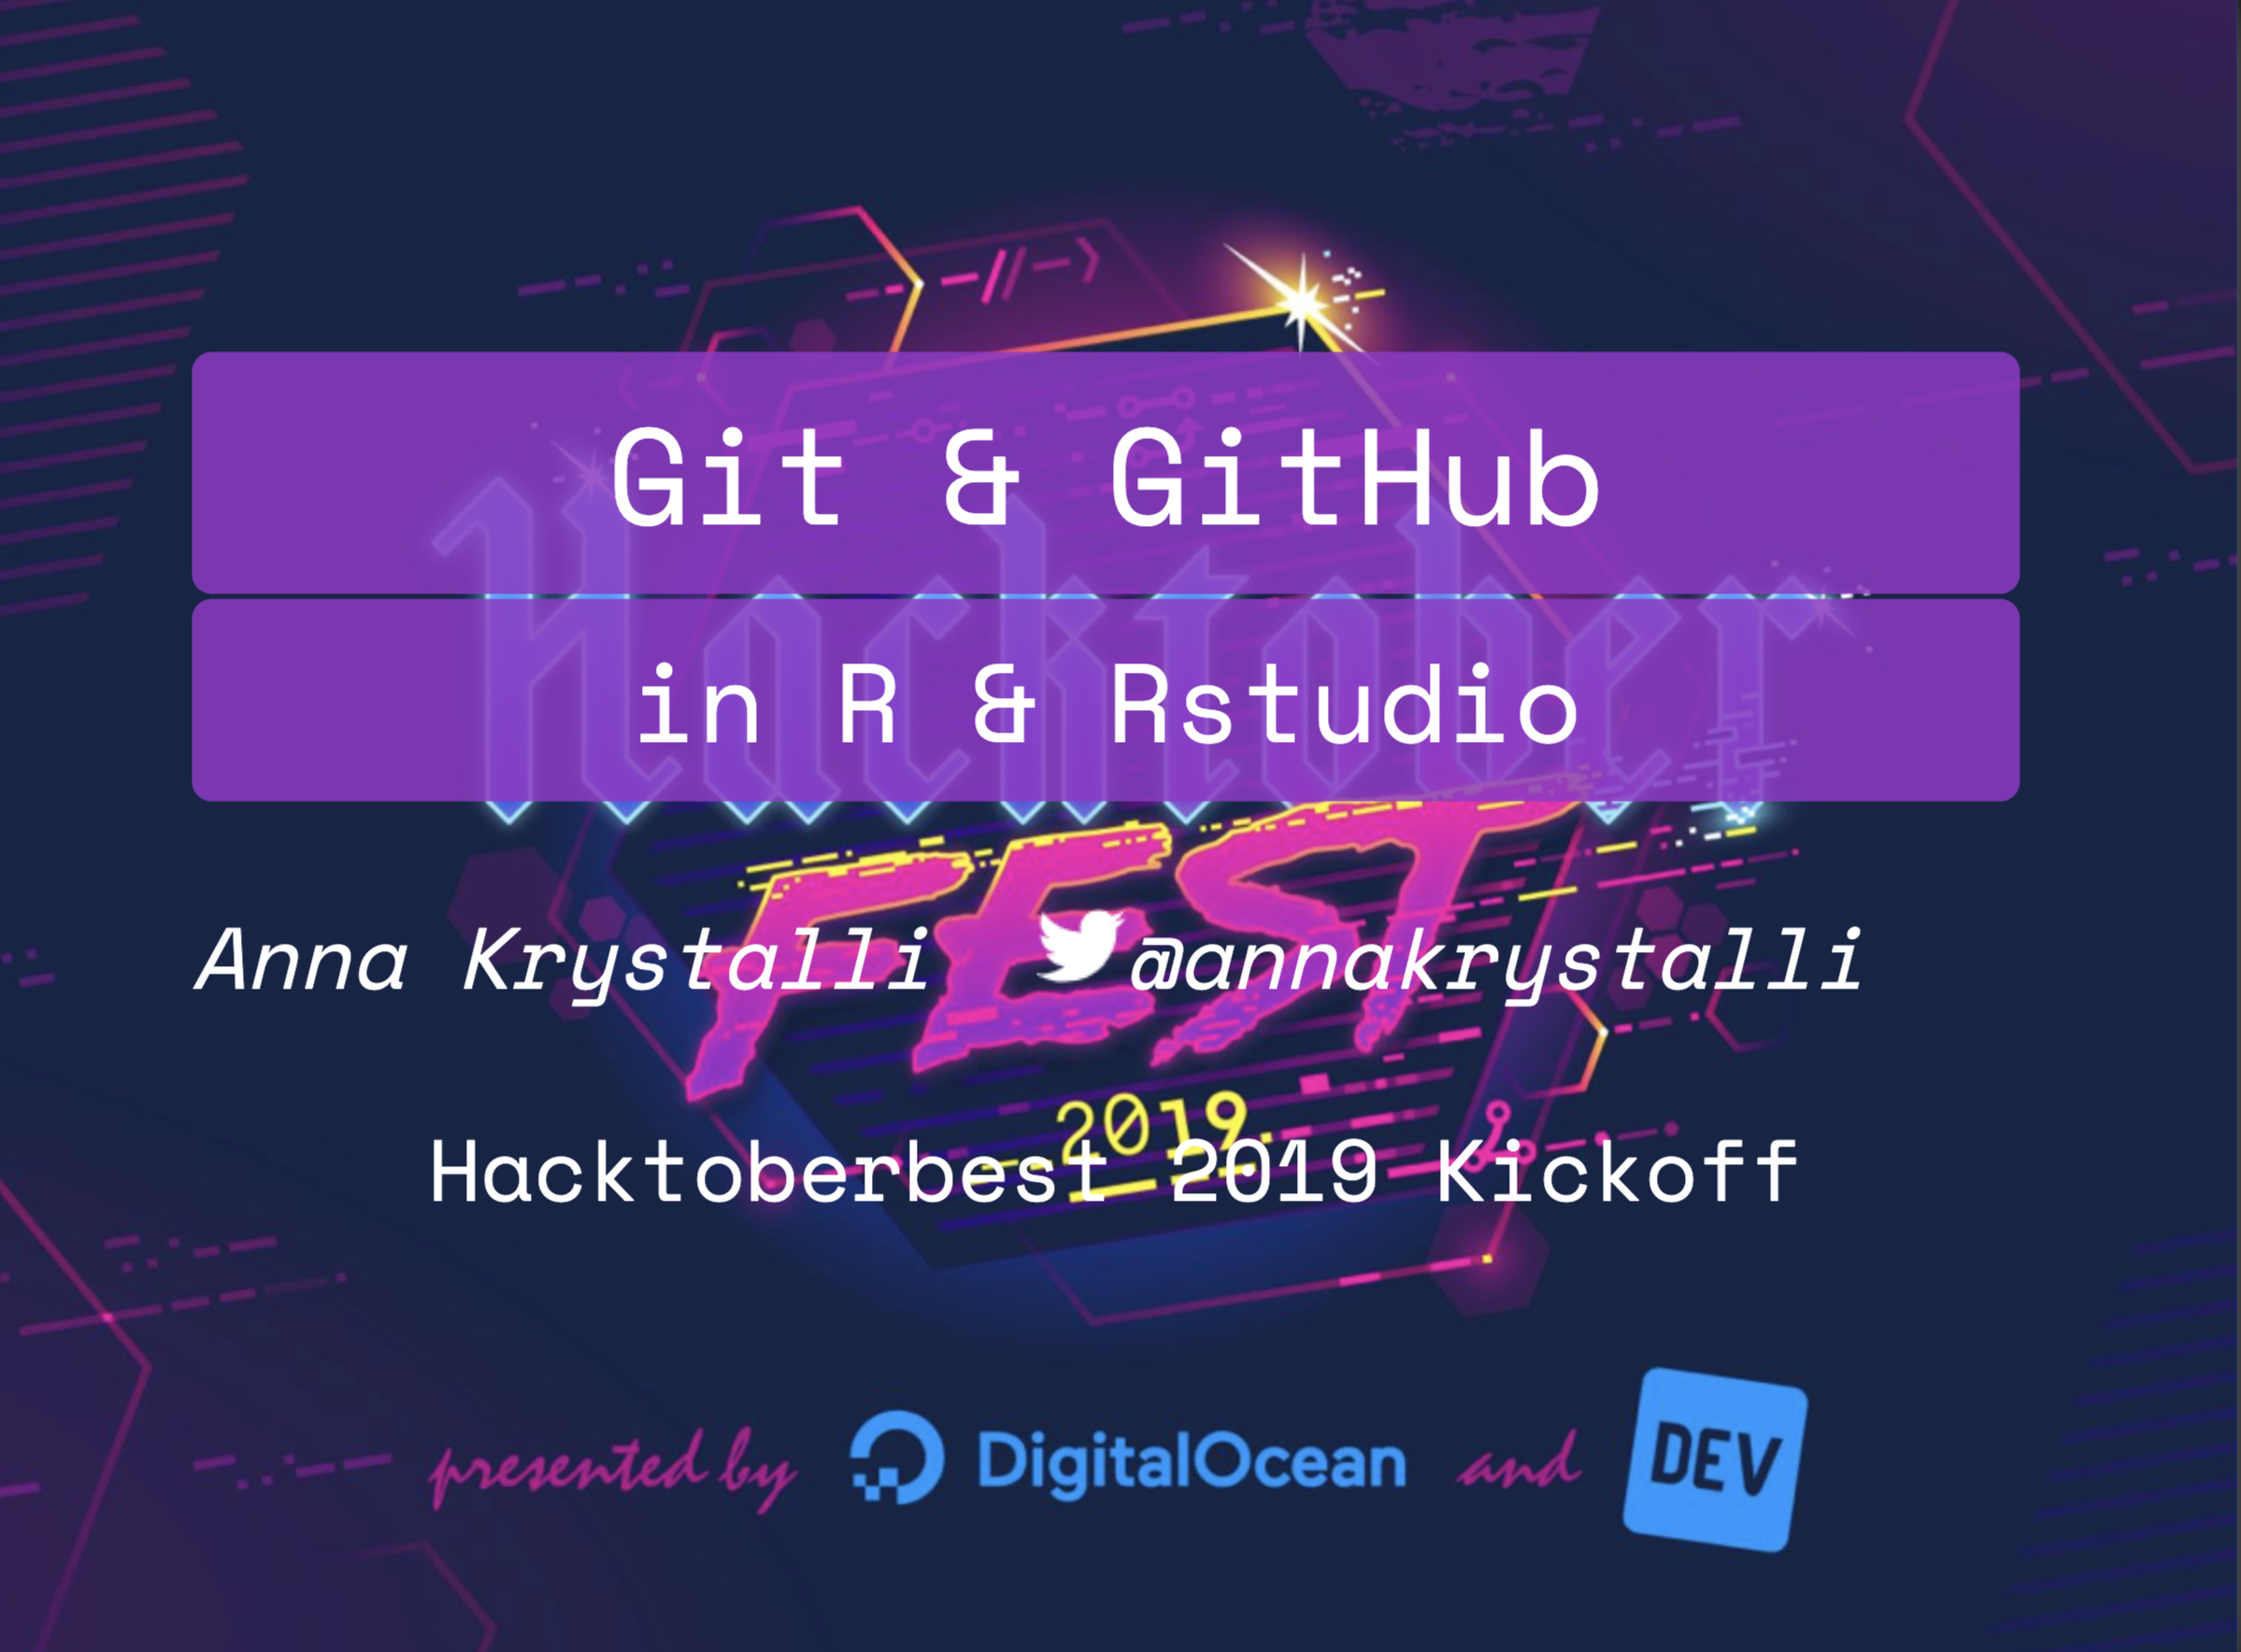 Git & GitHub
Hacktober
in R & Rstudio
FEST
Anna Krystalli @annakrystalli
2019
Hacktoberbest 2019 Kickoff
presented by DigitalOcean and DEV